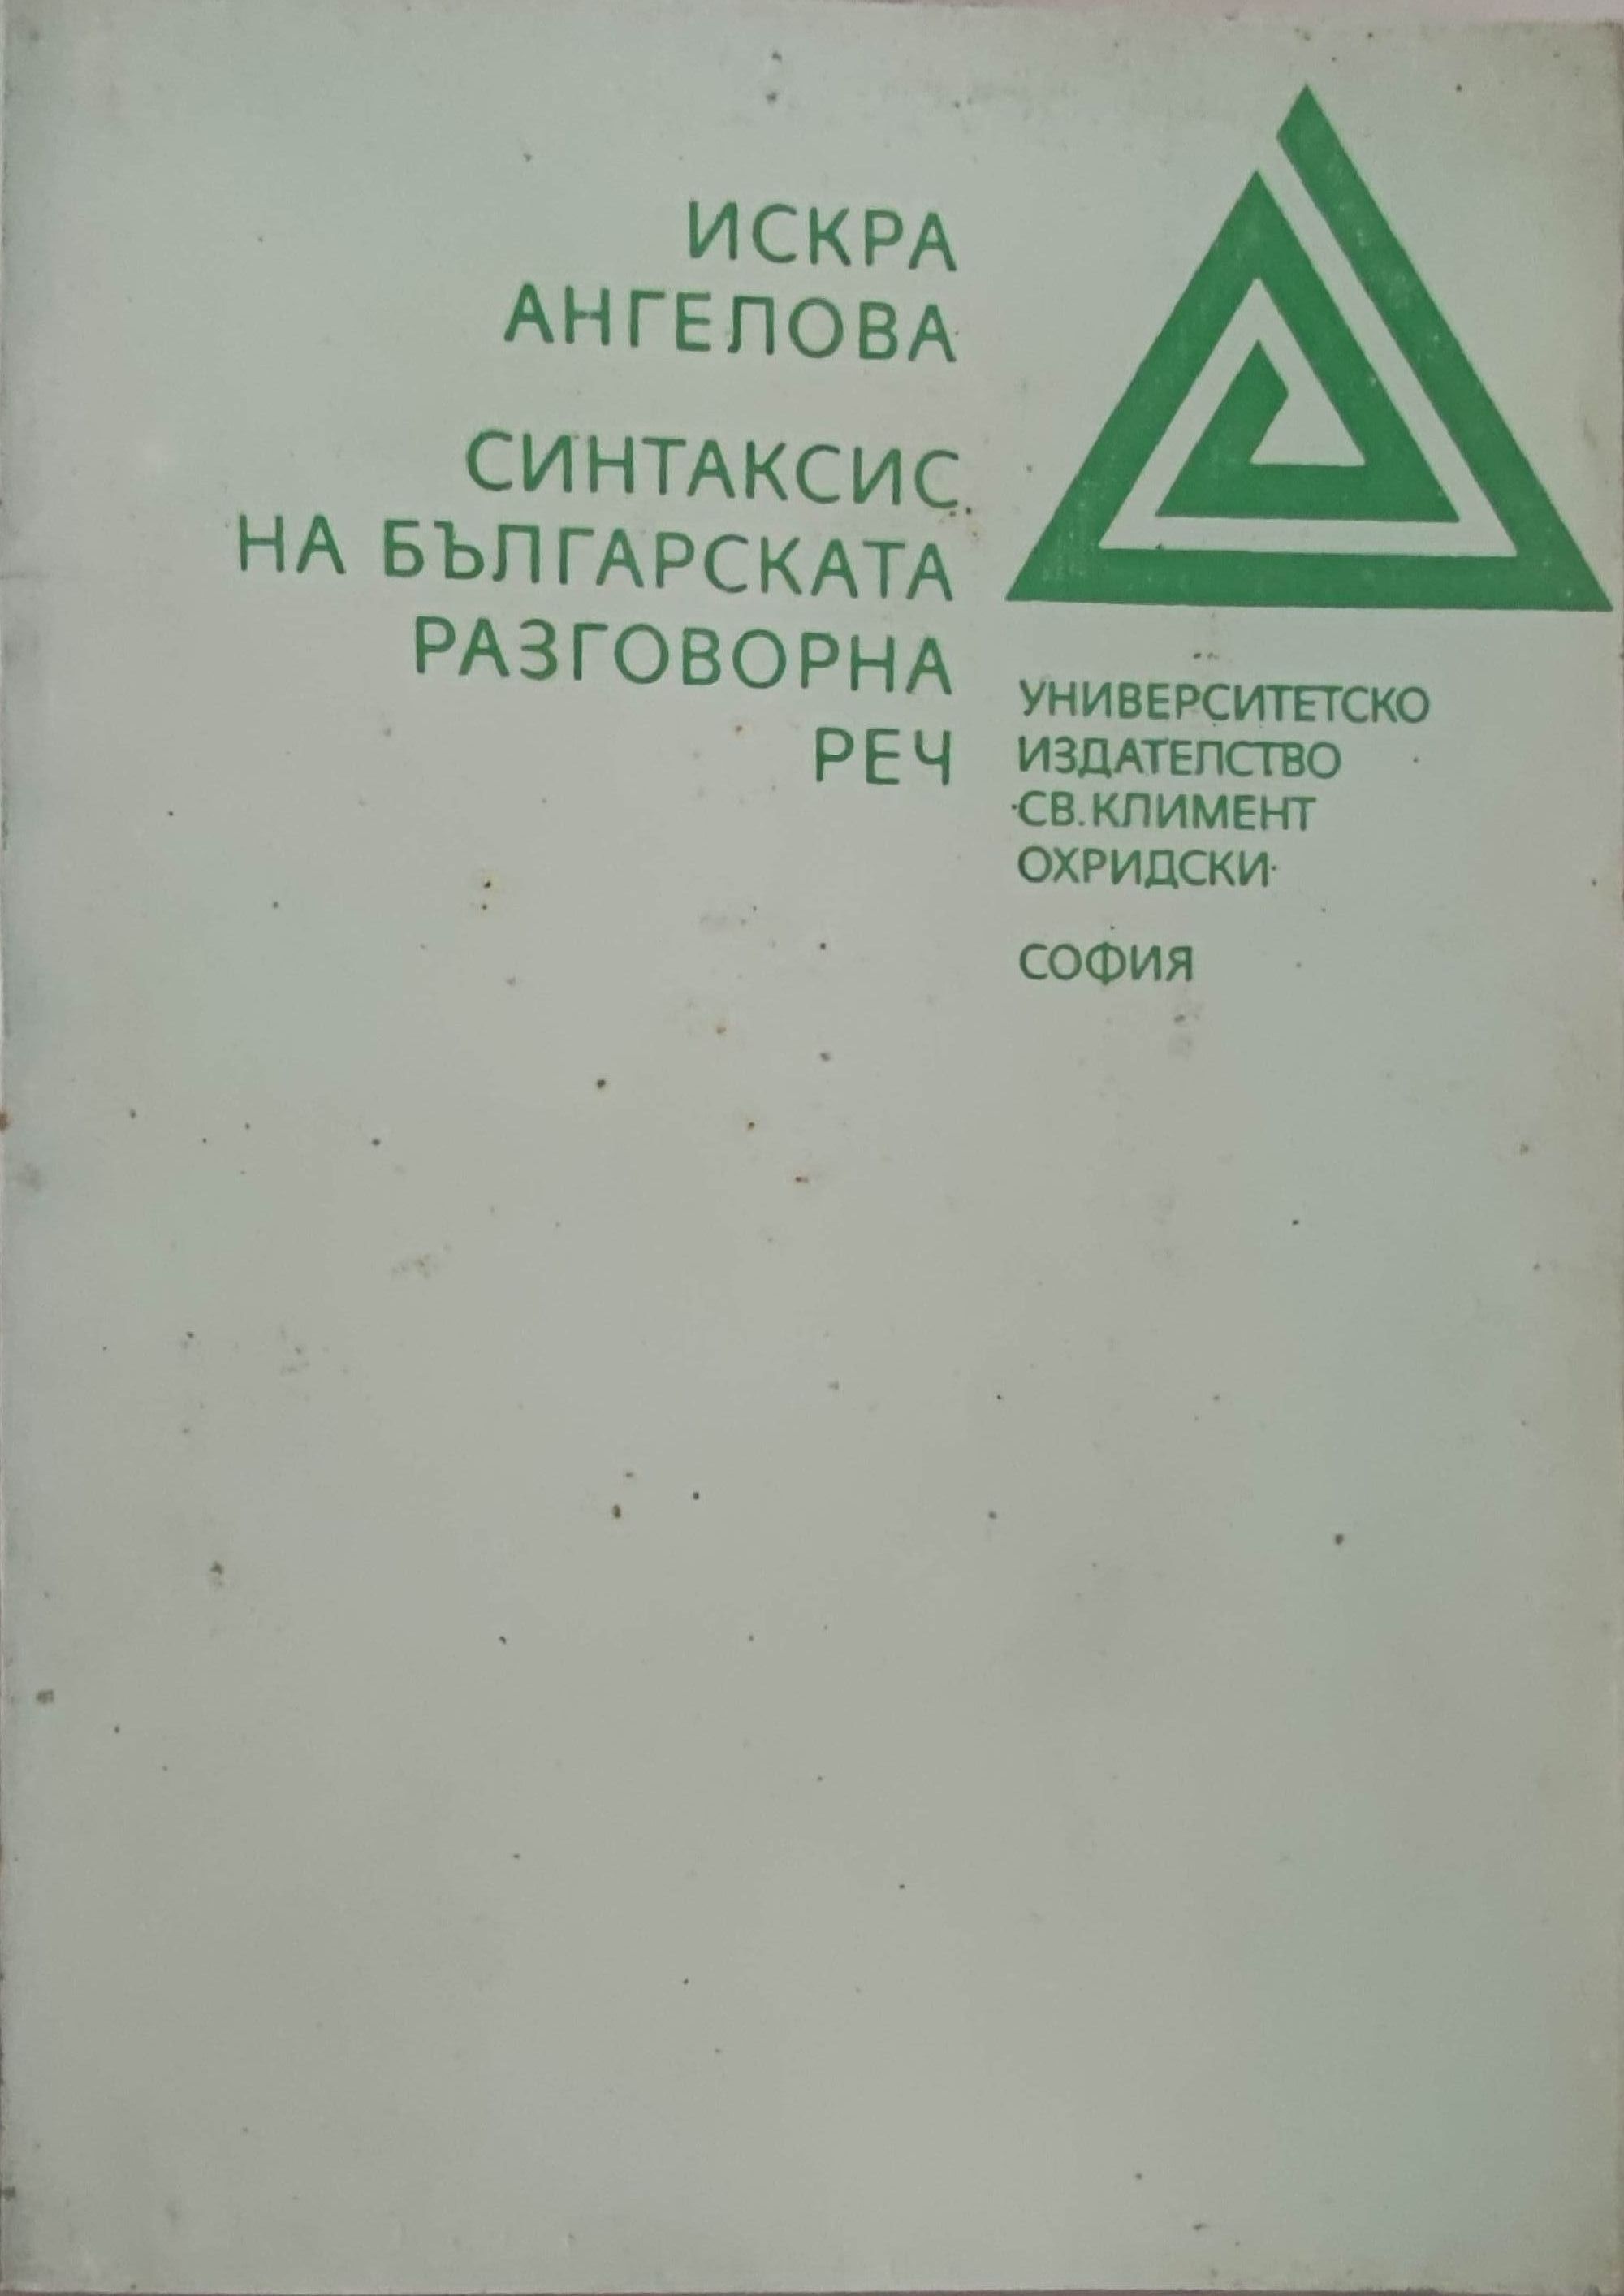 ИСКРА
АНГЕЛОВА
СИНТАКСИС
НА БЪЛГАРСКАТА
РАЗГОВОРНА
РЕЧ
УНИВЕРСИТЕТСКО
ИЗДАТЕЛСТВО
·СВ.КЛИМЕНТ
ОХРИДСКИ·
СОФИЯ